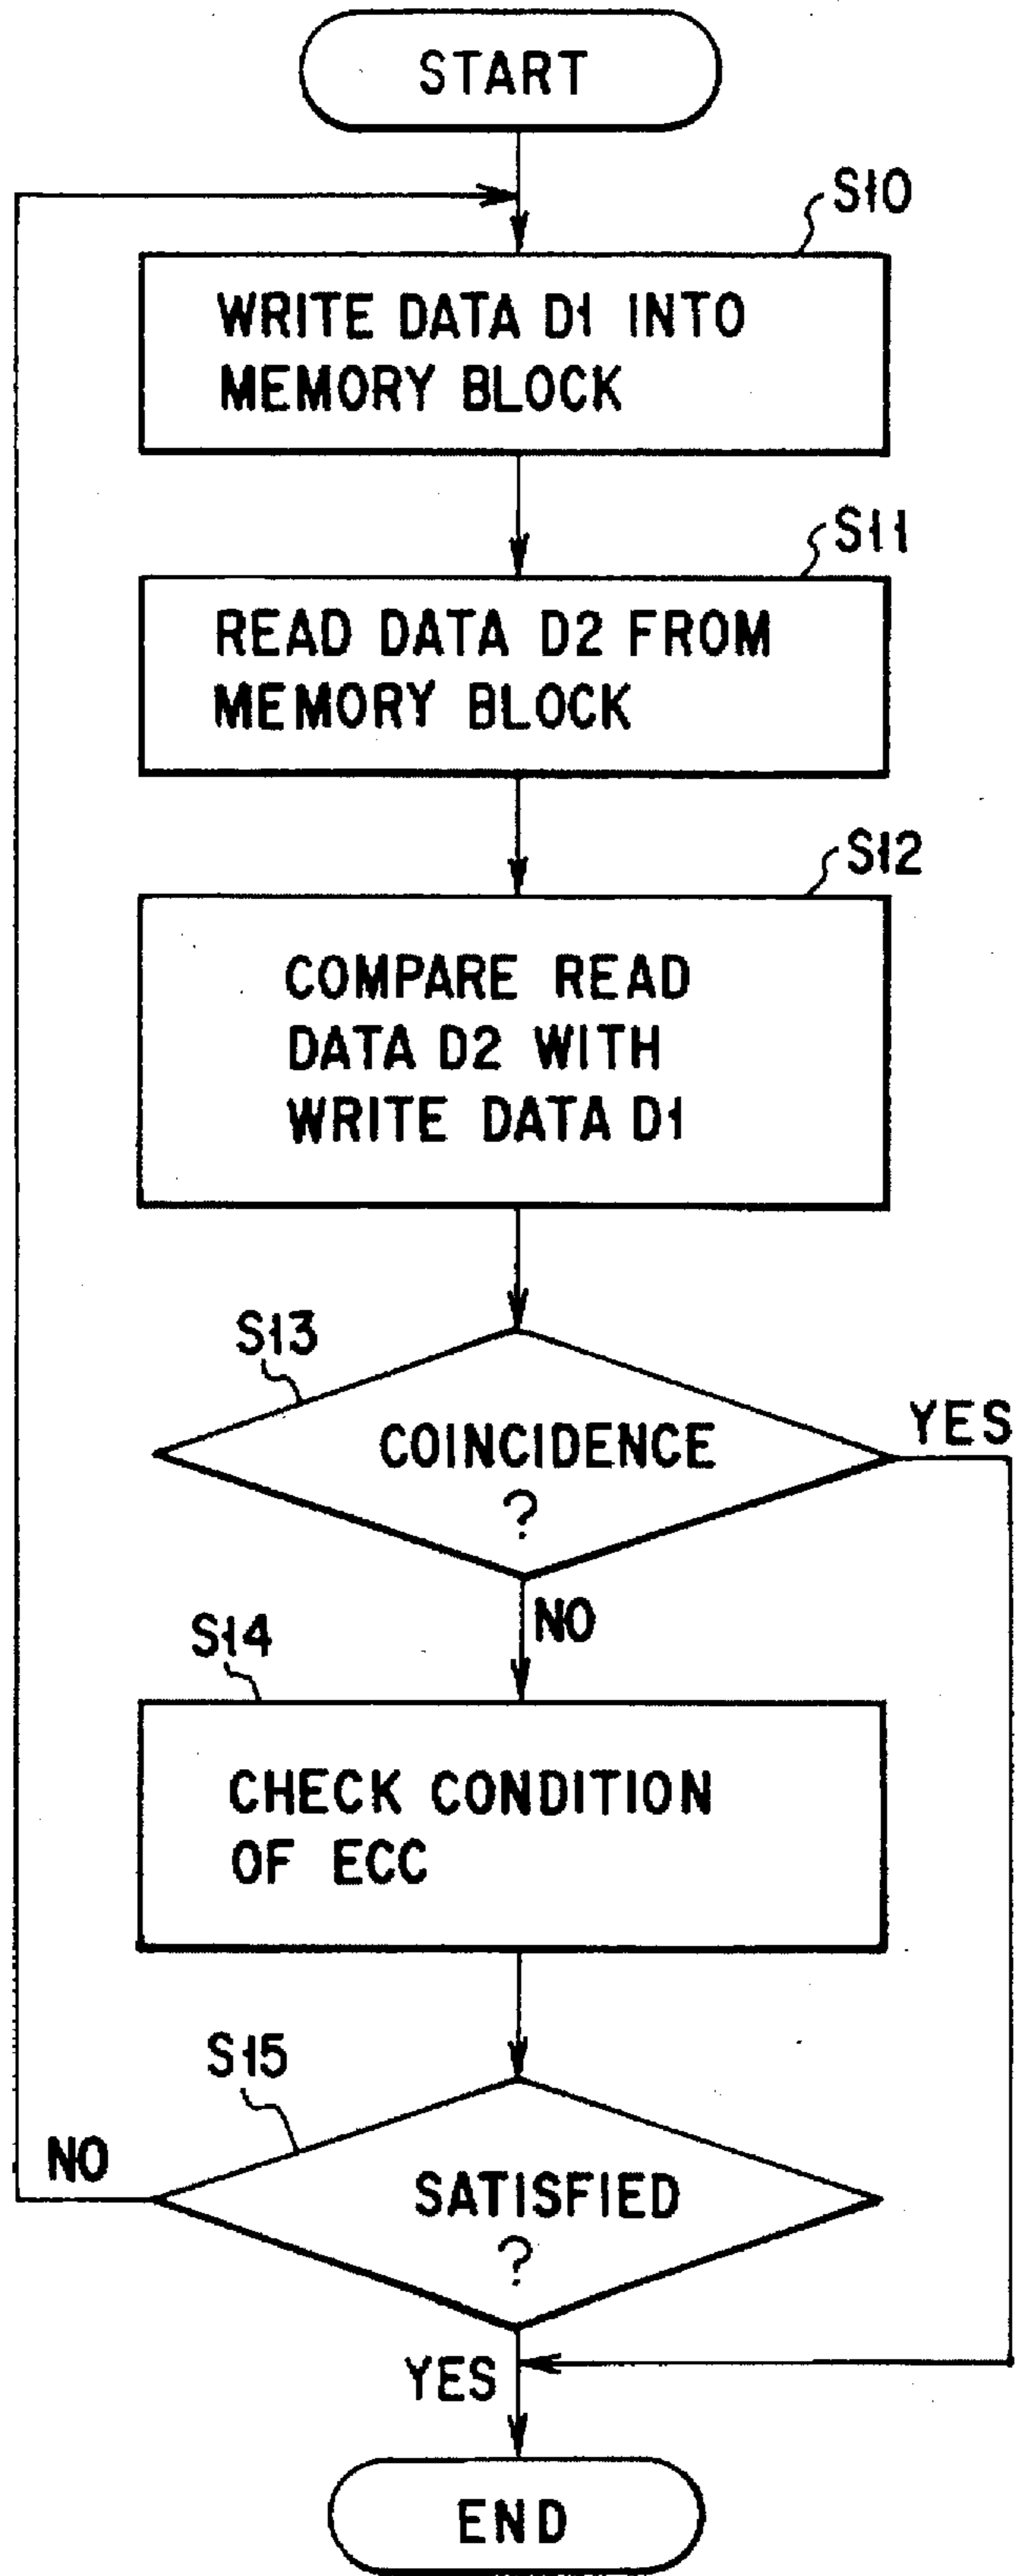 START
S10
WRITE DATA D1 INTO
MEMORY BLOCK
S11
READ DATA D2 FROM
MEMORY BLOCK
S12
COMPARE READ
DATA D2 WITH
WRITE DATA D1
S13
COINCIDENCE
?
YES
NO
S14
CHECK CONDITION
OF ECC
S15
NO
SATISFIED
?
YES
END